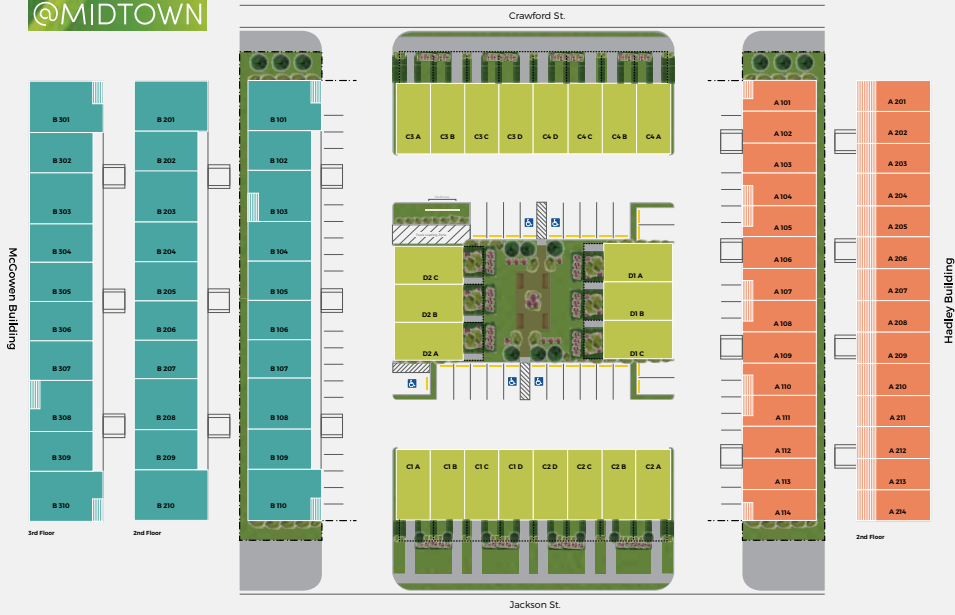 @MIDTOWN
Crawford St.
McGowen Building
B 301
B 302
B 303
B 304
B 305
B 306
B 307
B 308
B 309
B 310
3rd Floor
B 201
B 202
B 203
B 204
B 205
B 206
B 207
B 208
B 209
B 210
2nd Floor
B 101
B 102
B 103
B 104
B 105
B 106
B 107
B 108
B 109
B 110
C3 A
C3 B
C3 C
C3 D
C4 D
C4 C
C4 B
C4 A
D2 C
D2 B
D2 A
D1 A
D1 B
D1 C
C1 A
C1 B
C1 C
C1 D
C2 D
C2 C
C2 B
C2 A
A 101
A 102
A 103
A 104
A 105
A 106
A 107
A 108
A 109
A 110
A 111
A 112
A 113
A 114
A 201
A 202
A 203
A 204
A 205
A 206
A 207
A 208
A 209
A 210
A 211
A 212
A 213
A 214
2nd Floor
Hadley Building
Jackson St.